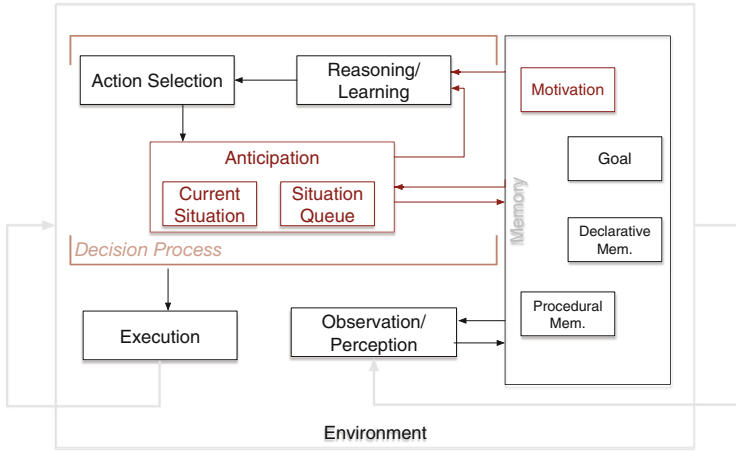 Action Selection
Reasoning/
Learning
Motivation
Anticipation
Goal
Current
Situation
Situation
Queue
Memory
Declarative
Mem.
Decision Process
Procedural
Mem.
Execution
Observation/
Perception
Environment